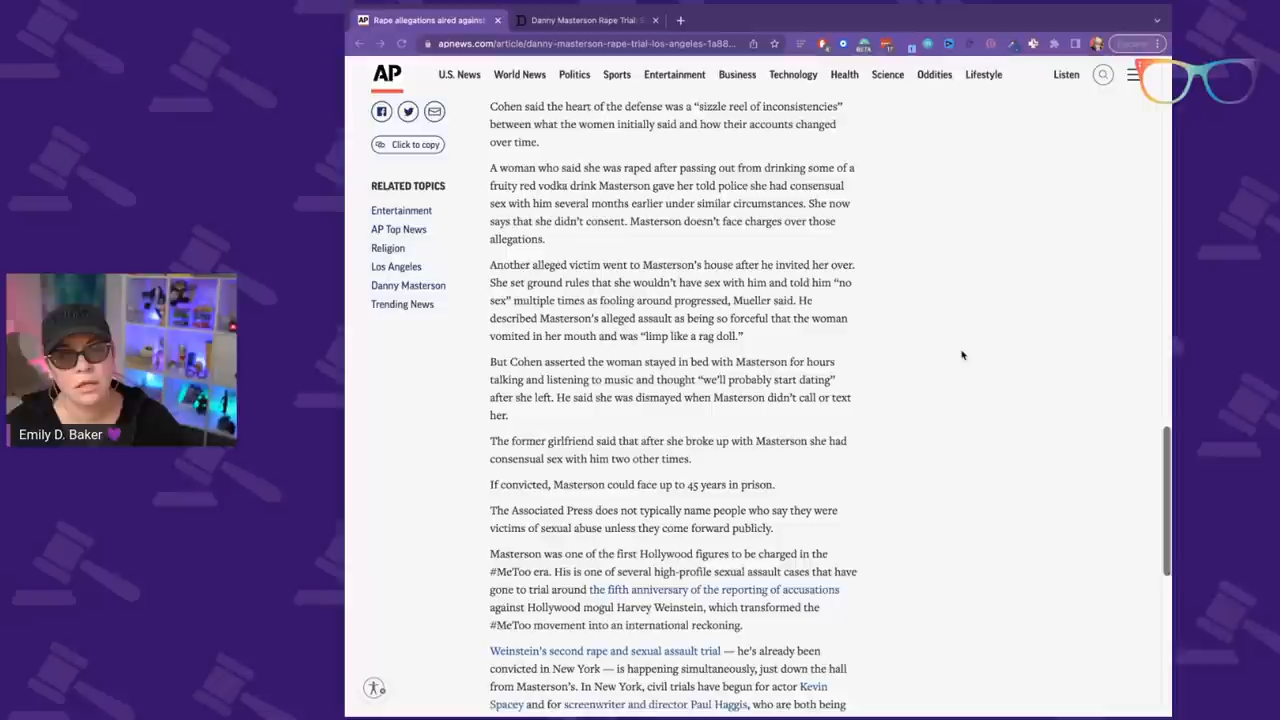 Rape allegations aired against
Danny Masterson Rape Trial:
apnews.com/article/danny-masterson-rape-trial-los-angeles-1a88...
AP
U.S. News
World News
Politics
Sports
Entertainment
Business
Technology
Health
Science
Oddities
Lifestyle
Listen
Click to copy
RELATED TOPICS
Entertainment
AP Top News
Religion
Los Angeles
Danny Masterson
Trending News
Cohen said the heart of the defense was a “sizzle reel of inconsistencies”
between what the women initially said and how their accounts changed
over time.
A woman who said she was raped after passing out from drinking some of a
fruity red vodka drink Masterson gave her told police she had consensual
sex with him several months earlier under similar circumstances. She now
says that she didn’t consent. Masterson doesn’t face charges over those
allegations.
Another alleged victim went to Masterson’s house after he invited her over.
She set ground rules that she wouldn’t have sex with him and told him “no
sex” multiple times as fooling around progressed, Mueller said. He
described Masterson’s alleged assault as being so forceful that the woman
vomited in her mouth and was “limp like a rag doll.”
But Cohen asserted the woman stayed in bed with Masterson for hours
talking and listening to music and thought “we’ll probably start dating”
after she left. He said she was dismayed when Masterson didn’t call or text
her.
The former girlfriend said that after she broke up with Masterson she had
consensual sex with him two other times.
If convicted, Masterson could face up to 45 years in prison.
The Associated Press does not typically name people who say they were
victims of sexual abuse unless they come forward publicly.
Masterson was one of the first Hollywood figures to be charged in the
#MeToo era. His is one of several high-profile sexual assault cases that have
gone to trial around the fifth anniversary of the reporting of accusations
against Hollywood mogul Harvey Weinstein, which transformed the
#MeToo movement into an international reckoning.
Weinstein’s second rape and sexual assault trial — he’s already been
convicted in New York — is happening simultaneously, just down the hall
from Masterson’s. In New York, civil trials have begun for actor Kevin
Spacey and for screenwriter and director Paul Haggis, who are both being
Emily D. Baker 💜